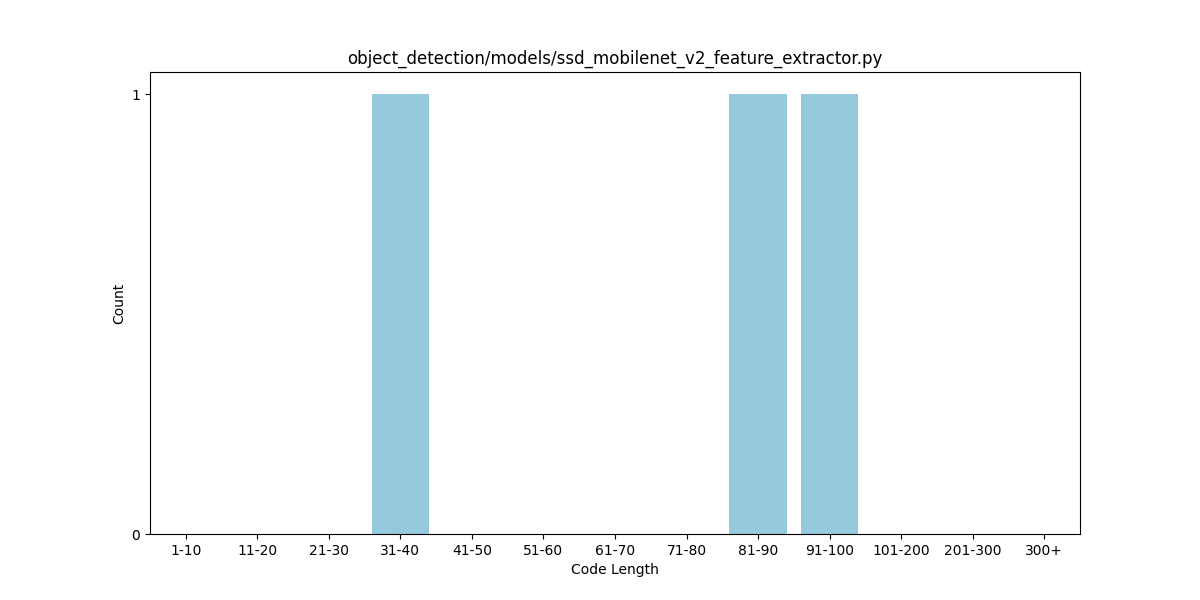 object_detection/models/ssd_mobilenet_v2_feature_extractor.py
1
Count
0
1-10 11-20 21-30 31-40 41-50 51-60 61-70 71-80 81-90 91-100 101-200 201-300 300+
Code Length